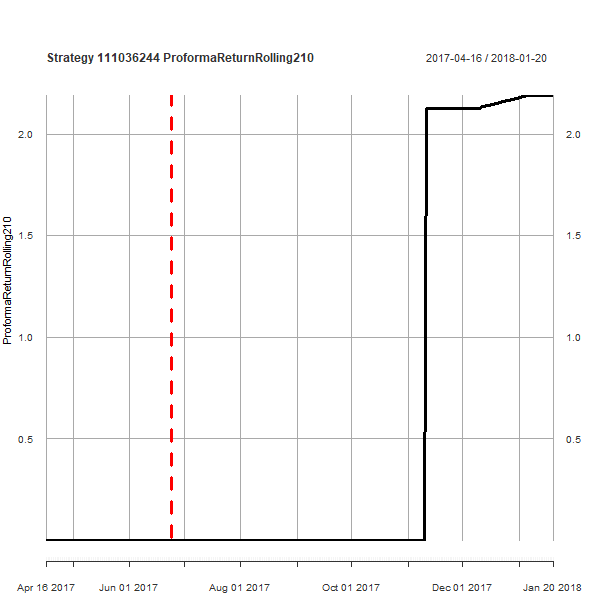 Strategy 111036244 ProformaReturnRolling210
2017-04-16 / 2018-01-20
ProformaReturnRolling210
2.0
2.0
1.5
1.5
1.0
1.0
0.5
0.5
Apr 16 2017
Jun 01 2017
Aug 01 2017
Oct 01 2017
Dec 01 2017
Jan 20 2018